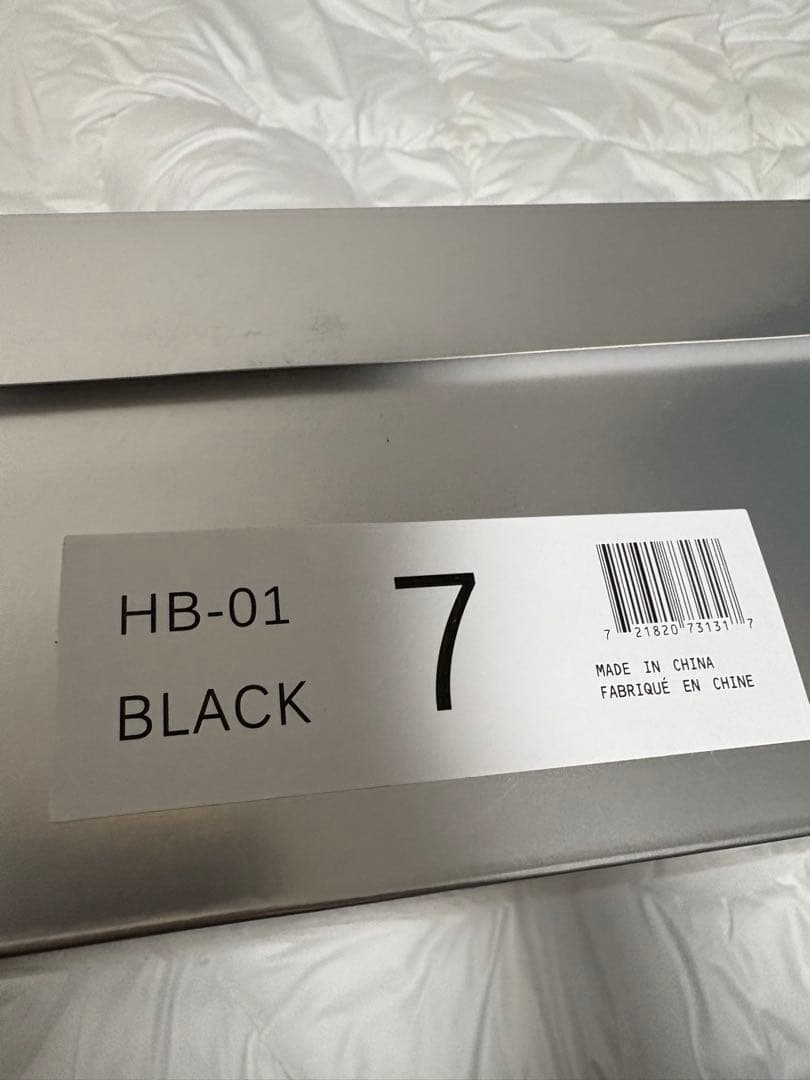 HB-01
BLACK
7
7 21820 73131 7
MADE IN CHINA
FABRIQUÉ EN CHINE